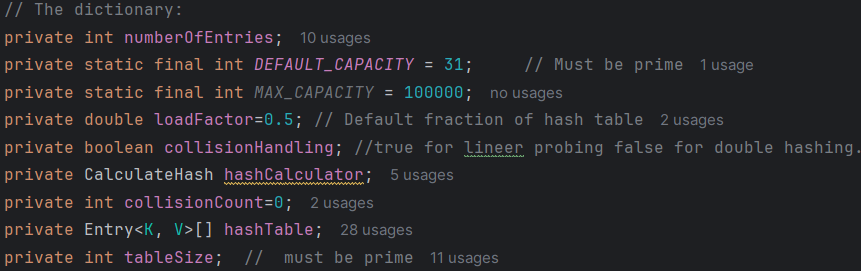 // The dictionary:
private int numberOfEntries; 10 usages
private static final int DEFAULT_CAPACITY = 31; // Must be prime 1 usage
private static final int MAX_CAPACITY = 100000; no usages
private double loadFactor=0.5; // Default fraction of hash table 2 usages
private boolean collisionHandling; //true for lineer probing false for double hashing.
private CalculateHash hashCalculator; 5 usages
private int collisionCount=0; 2 usages
private Entry<K, V>[] hashTable; 28 usages
private int tableSize; // must be prime 11 usages